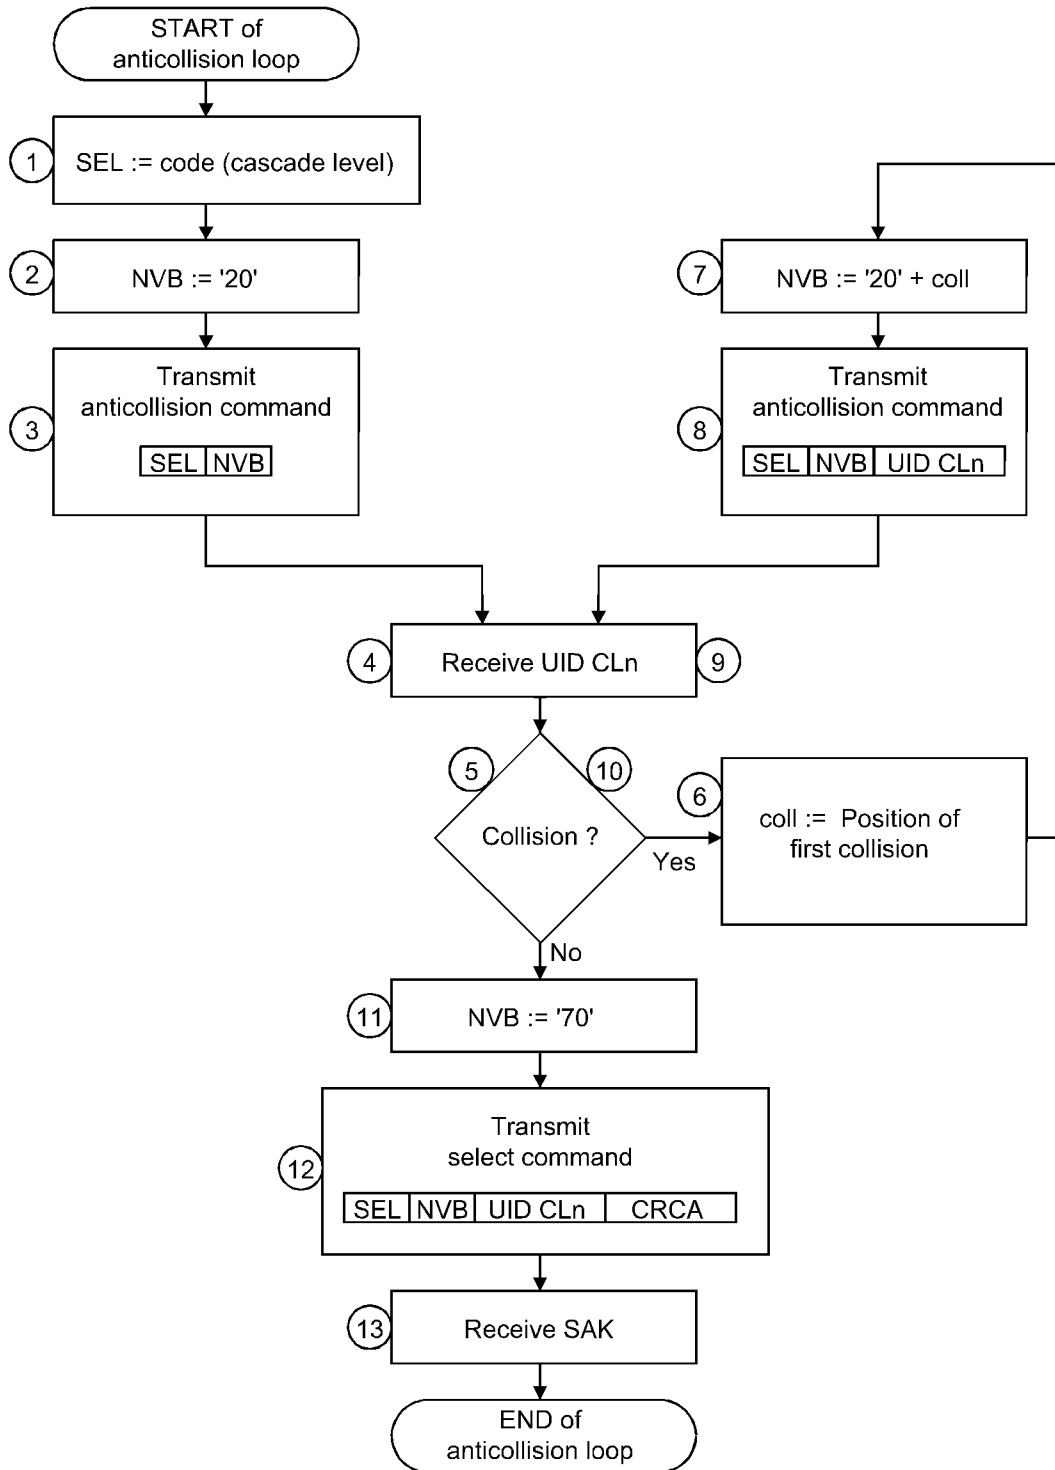 START of
anticollision loop
1
SEL := code (cascade level)
2
NVB := '20'
7
NVB := '20' + coll
3
Transmit
anticollision command
SEL NVB
8
Transmit
anticollision command
SEL NVB UID CLn
4
Receive UID CLn
9
5
10
Collision ?
Yes
No
6
coll := Position of
first collision
11
NVB := '70'
12
Transmit
select command
SEL NVB UID CLn CRCA
13
Receive SAK
END of
anticollision loop